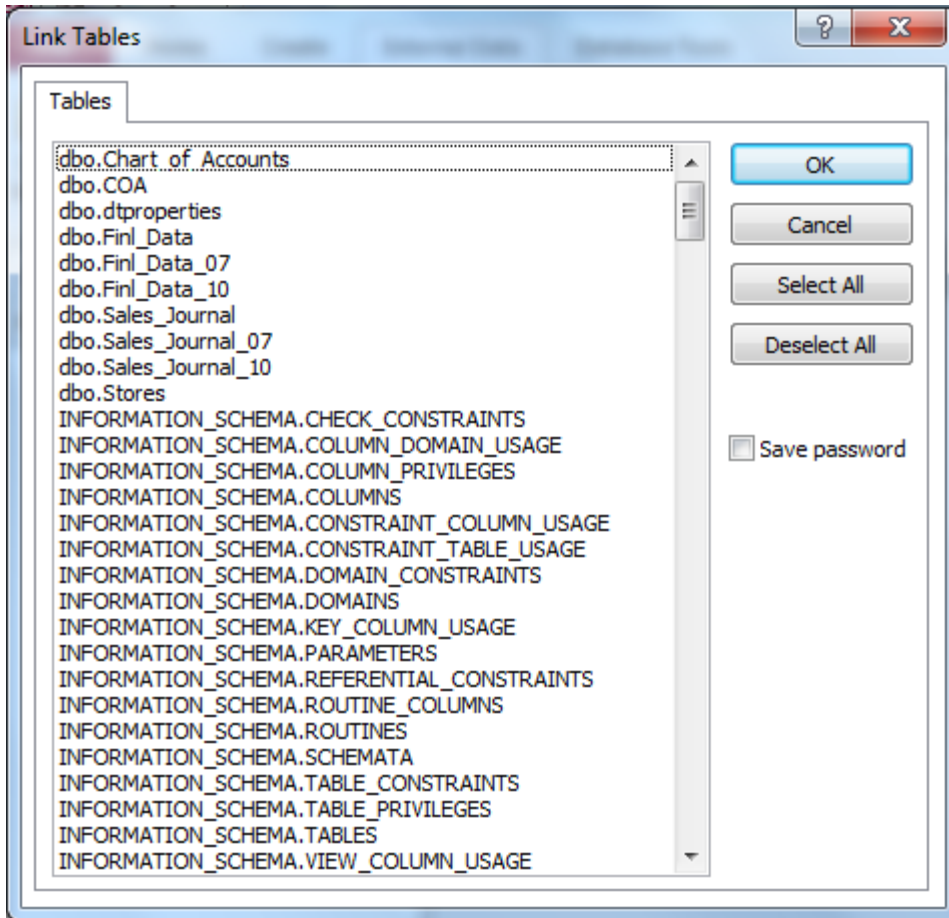 Link Tables
Tables
dbo.Chart_of_Accounts
dbo.COA
dbo.dtproperties
dbo.Finl_Data
dbo.Finl_Data_07
dbo.Finl_Data_10
dbo.Sales_Journal
dbo.Sales_Journal_07
dbo.Sales_Journal_10
dbo.Stores
INFORMATION_SCHEMA.CHECK_CONSTRAINTS
INFORMATION_SCHEMA.COLUMN_DOMAIN_USAGE
INFORMATION_SCHEMA.COLUMN_PRIVILEGES
INFORMATION_SCHEMA.COLUMNS
INFORMATION_SCHEMA.CONSTRAINT_COLUMN_USAGE
INFORMATION_SCHEMA.CONSTRAINT_TABLE_USAGE
INFORMATION_SCHEMA.DOMAIN_CONSTRAINTS
INFORMATION_SCHEMA.DOMAINS
INFORMATION_SCHEMA.KEY_COLUMN_USAGE
INFORMATION_SCHEMA.PARAMETERS
INFORMATION_SCHEMA.REFERENTIAL_CONSTRAINTS
INFORMATION_SCHEMA.ROUTINE_COLUMNS
INFORMATION_SCHEMA.ROUTINES
INFORMATION_SCHEMA.SCHEMATA
INFORMATION_SCHEMA.TABLE_CONSTRAINTS
INFORMATION_SCHEMA.TABLE_PRIVILEGES
INFORMATION_SCHEMA.TABLES
INFORMATION_SCHEMA.VIEW_COLUMN_USAGE
OK
Cancel
Select All
Deselect All
Save password